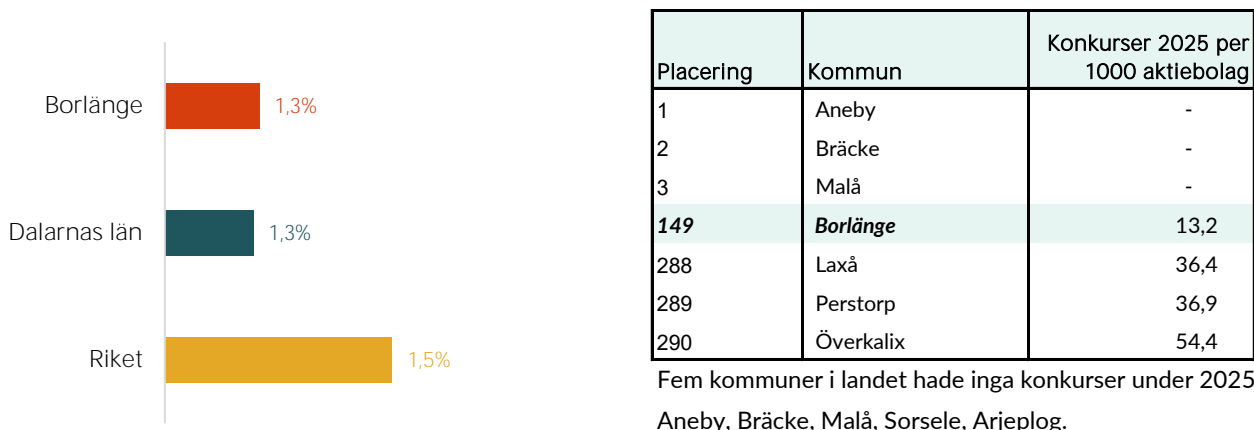 Borlänge 1,3%
Dalarnas län 1,3%
Riket 1,5%
Placering Kommun Konkurser 2025 per
1000 aktiebolag
1 Aneby -
2 Bräcke -
3 Malå -
149 Borlänge 13,2
288 Laxå 36,4
289 Perstorp 36,9
290 Överkalix 54,4
Fem kommuner i landet hade inga konkurser under 2025
Aneby, Bräcke, Malå, Sorsele, Arjeplog.